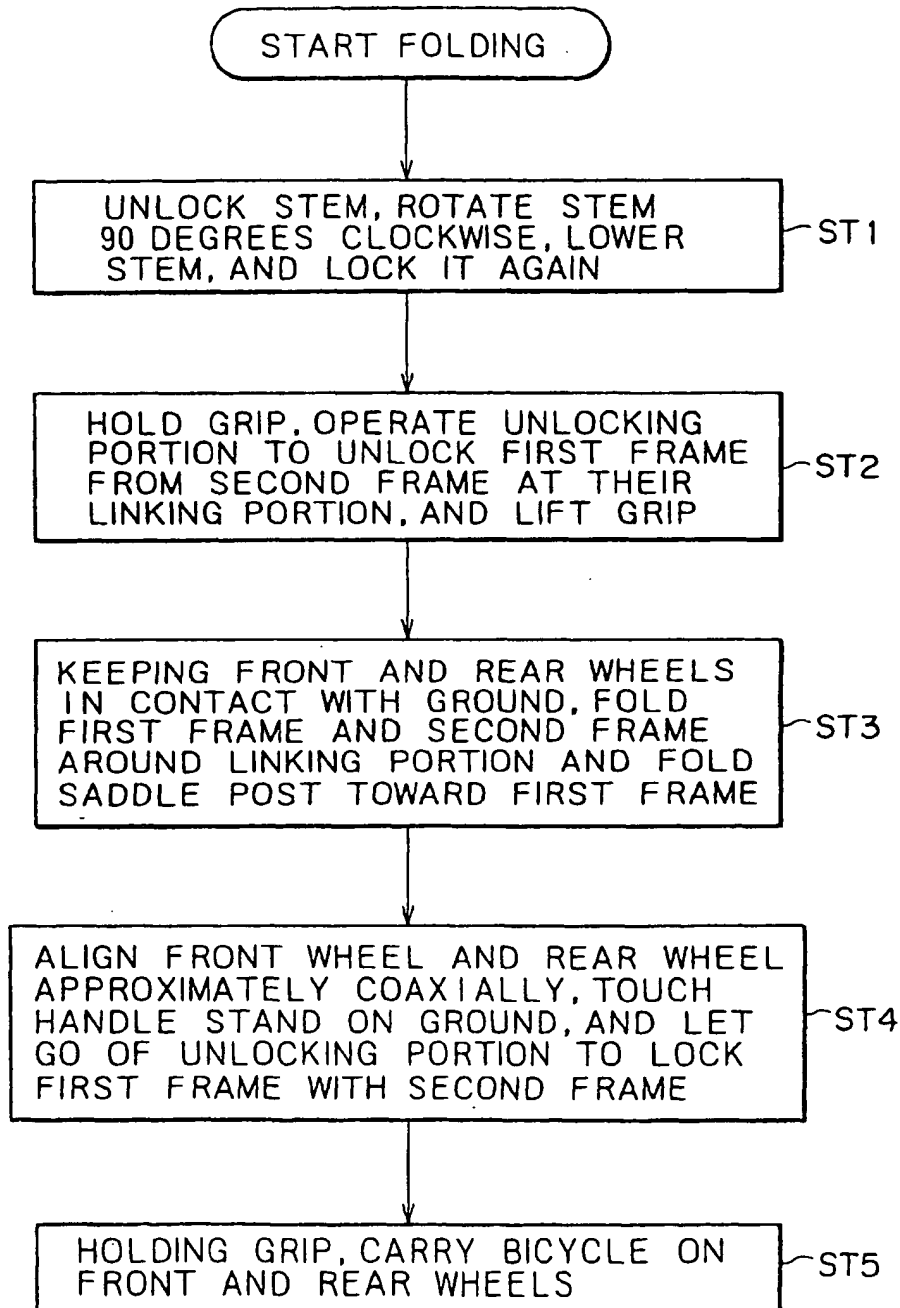 START FOLDING
UNLOCK STEM, ROTATE STEM
90 DEGREES CLOCKWISE, LOWER
STEM, AND LOCK IT AGAIN
ST1
HOLD GRIP, OPERATE UNLOCKING
PORTION TO UNLOCK FIRST FRAME
FROM SECOND FRAME AT THEIR
LINKING PORTION, AND LIFT GRIP
ST2
KEEPING FRONT AND REAR WHEELS
IN CONTACT WITH GROUND, FOLD
FIRST FRAME AND SECOND FRAME
AROUND LINKING PORTION AND FOLD
SADDLE POST TOWARD FIRST FRAME
ST3
ALIGN FRONT WHEEL AND REAR WHEEL
APPROXIMATELY COAXIALLY, TOUCH
HANDLE STAND ON GROUND, AND LET
GO OF UNLOCKING PORTION TO LOCK
FIRST FRAME WITH SECOND FRAME
ST4
HOLDING GRIP, CARRY BICYCLE ON
FRONT AND REAR WHEELS
ST5